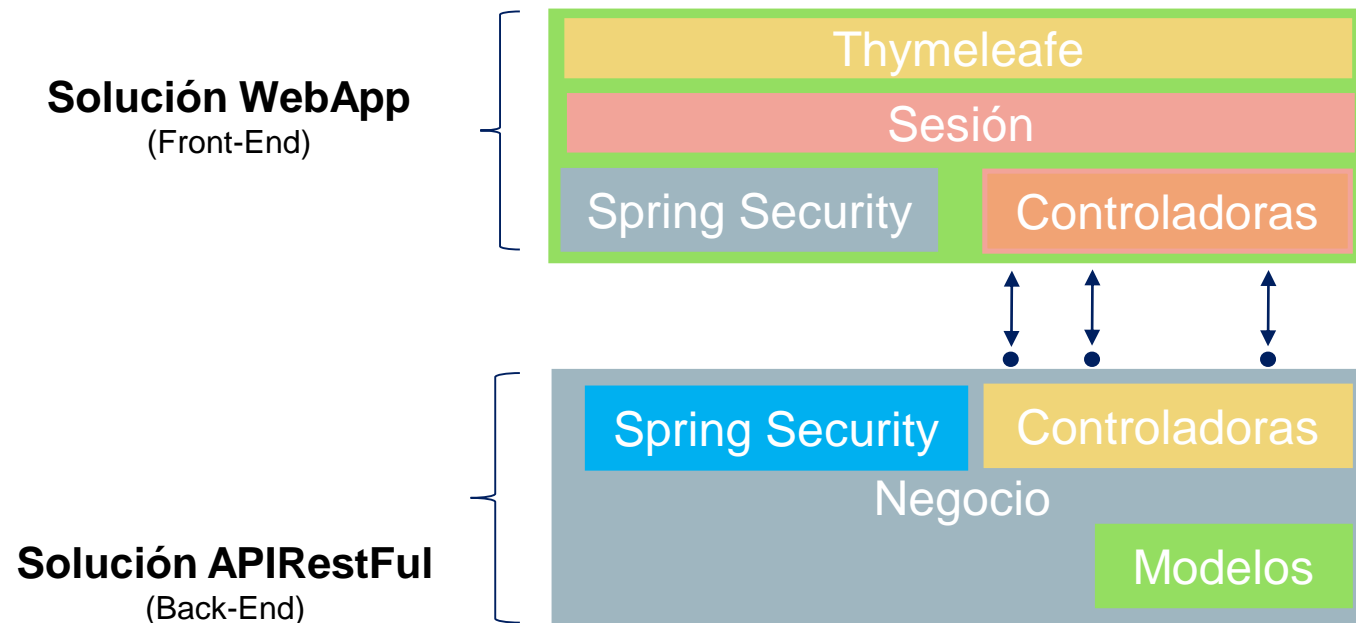 Solución WebApp
(Front-End)
Thymeleafe
Sesión
Spring Security
Controladoras
Solución APIRestFul
(Back-End)
Spring Security
Controladoras
Negocio
Modelos